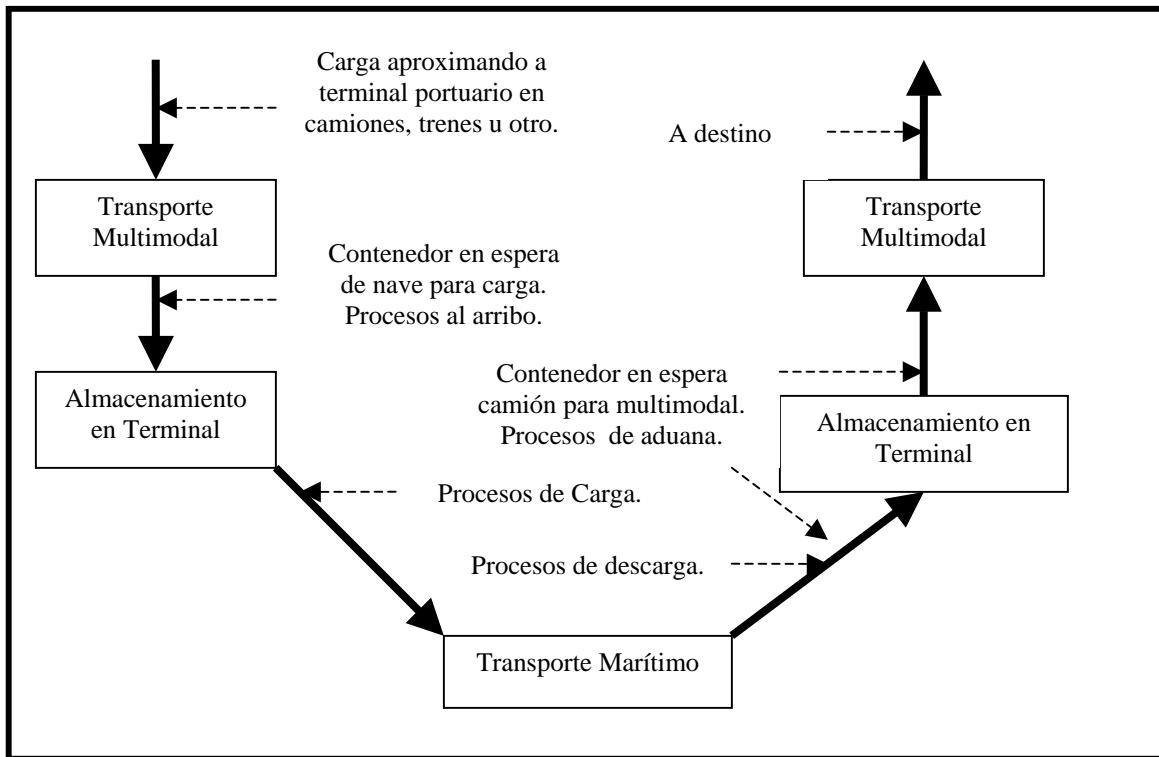 Carga aproximando a
terminal portuario en
camiones, trenes u otro.
A destino
Transporte
Multimodal
Transporte
Multimodal
Contenedor en espera
de nave para carga.
Procesos al arribo.
Almacenamiento
en Terminal
Contenedor en espera
camión para multimodal.
Procesos de aduana.
Almacenamiento en
Terminal
Procesos de Carga.
Procesos de descarga.
Transporte Marítimo